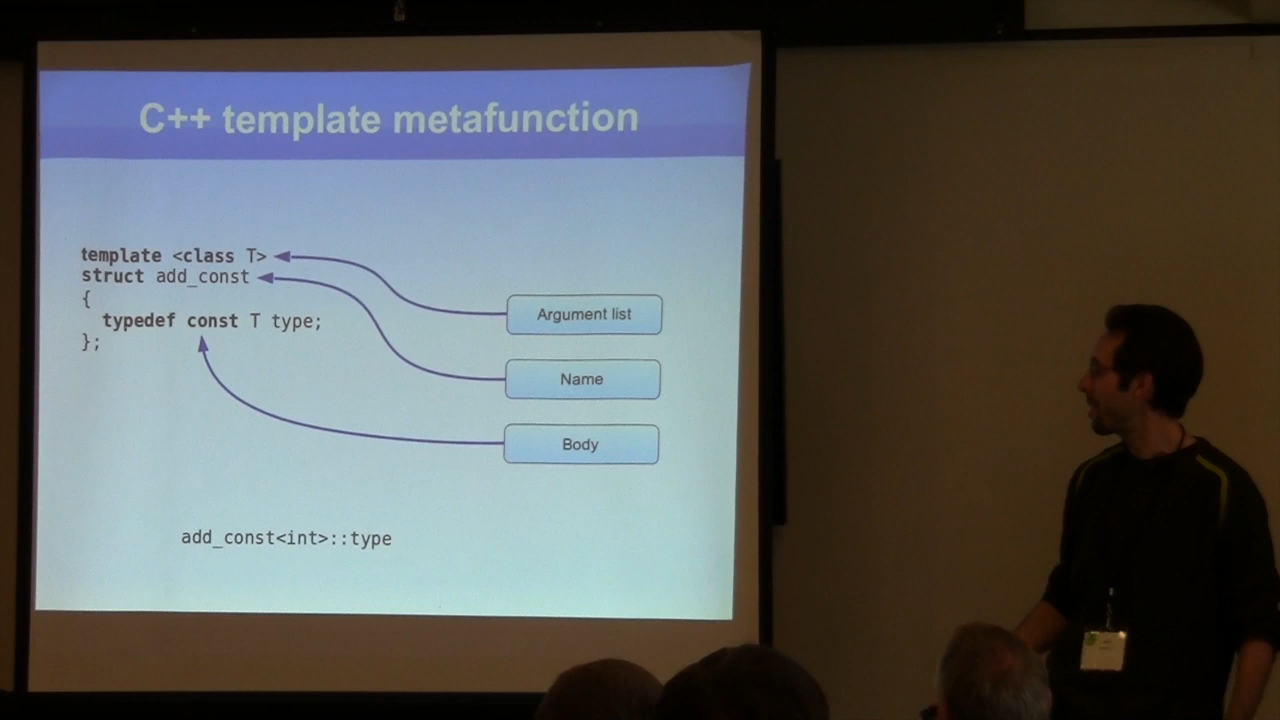 C++ template metafunction
template <class T>
struct add_const
{
typedef const T type;
};
Argument list
Name
Body
add_const<int>::type